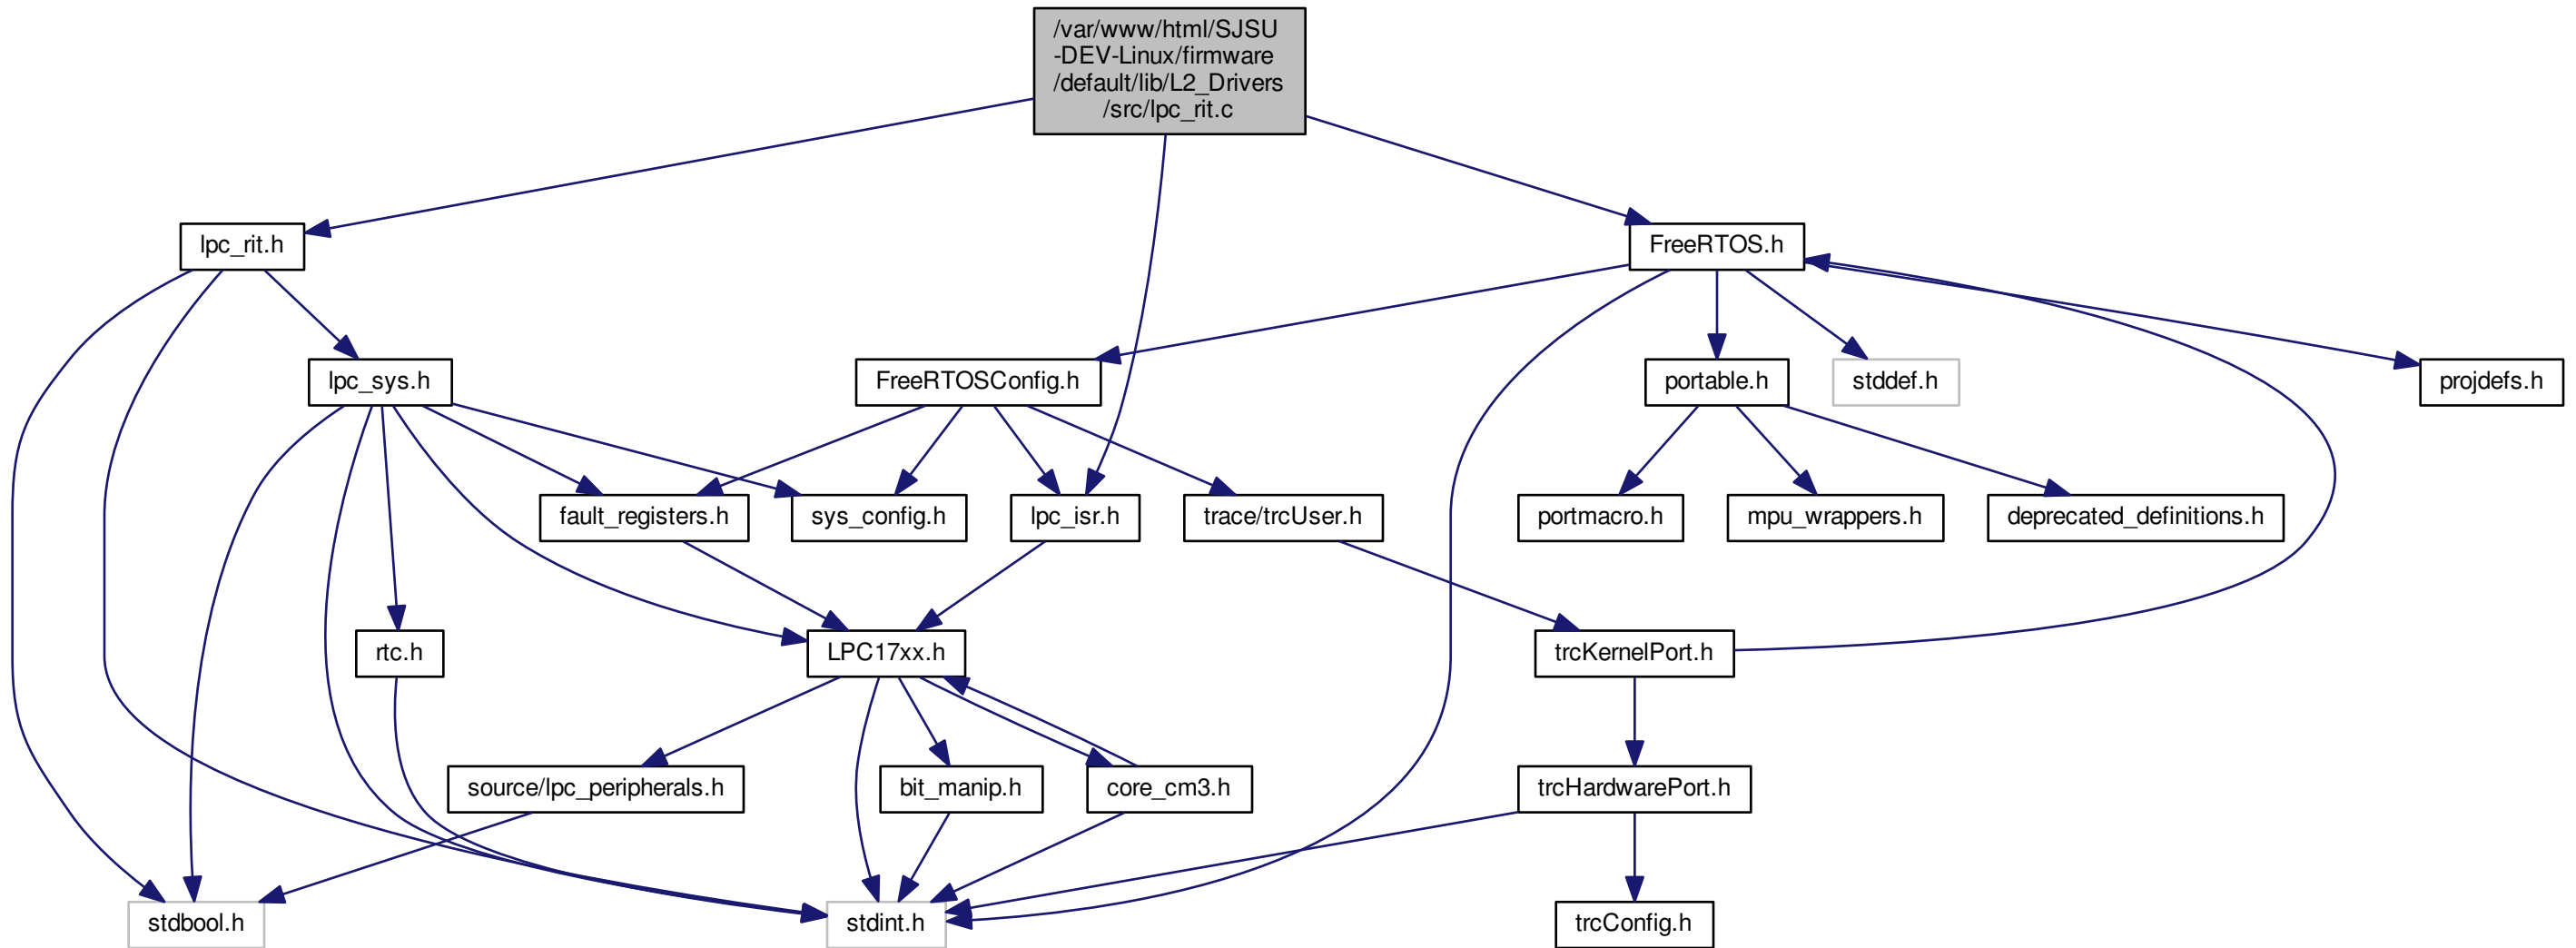 /var/www/html/SJSU
-DEV-Linux/firmware
/default/lib/L2_Drivers
/src/lpc_rit.c
lpc_rit.h
FreeRTOS.h
lpc_sys.h
FreeRTOSConfig.h
portable.h
stddef.h
projdefs.h
fault_registers.h
sys_config.h
lpc_isr.h
trace/trcUser.h
portmacro.h
mpu_wrappers.h
deprecated_definitions.h
rtc.h
LPC17xx.h
trcKernelPort.h
source/lpc_peripherals.h
bit_manip.h
core_cm3.h
trcHardwarePort.h
stdbool.h
stdint.h
trcConfig.h